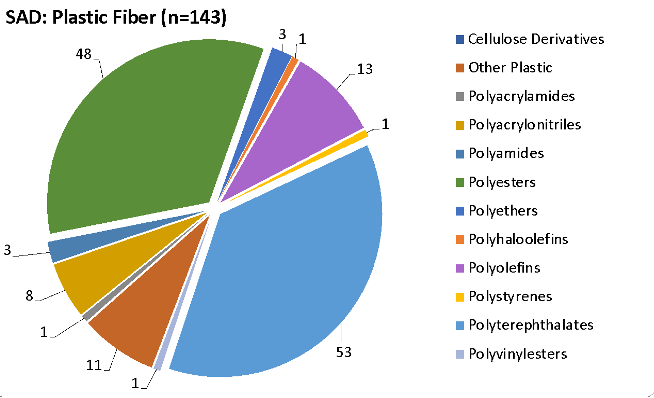 SAD: Plastic Fiber (n=143)
48
3
1
13
1
53
1
11
1
8
3
Cellulose Derivatives
Other Plastic
Polyacrylamides
Polyacrylonitriles
Polyamides
Polyesters
Polyethers
Polyhaloolefins
Polyolefins
Polystyrenes
Polyterephthalates
Polyvinylesters